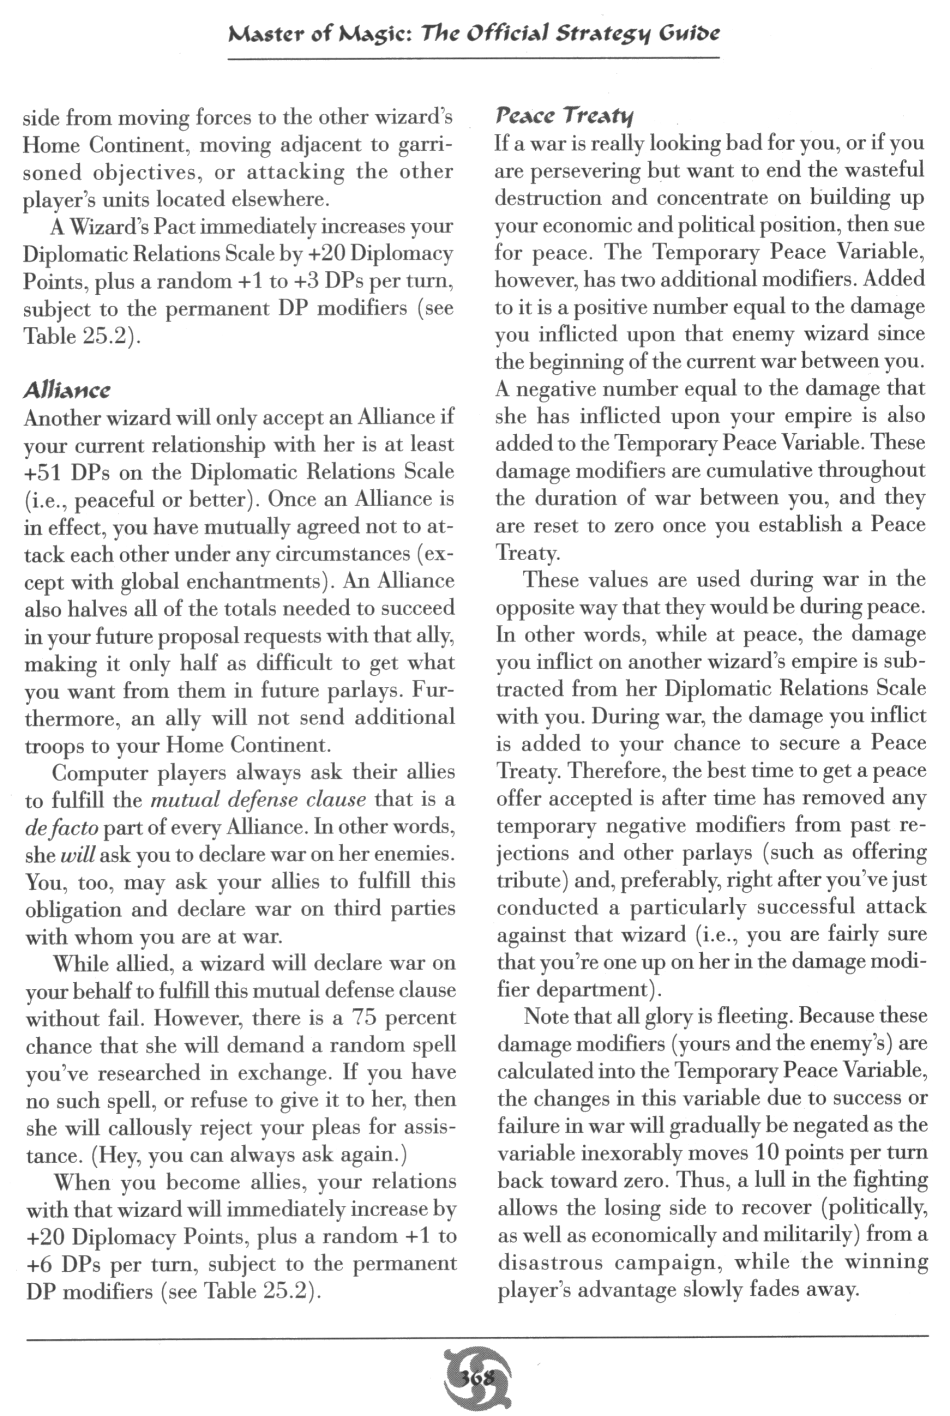 Master of Magic: The Official Strategy Guide
side from moving forces to the other wizard's
Home Continent, moving adjacent to garri-
soned objectives, or attacking the other
player's units located elsewhere.
A Wizard's Pact immediately increases your
Diplomatic Relations Scale by +20 Diplomacy
Points, plus a random +1 to +3 DPs per turn,
subject to the permanent DP modifiers (see
Table 25.2).
Alliance
Another wizard will only accept an Alliance if
your current relationship with her is at least
+51 DPs on the Diplomatic Relations Scale
(i.e., peaceful or better). Once an Alliance is
in effect, you have mutually agreed not to at-
tack each other under any circumstances (ex-
cept with global enchantments). An Alliance
also halves all of the totals needed to succeed
in your future proposal requests with that ally,
making it only half as difficult to get what
you want from them in future parlays. Fur-
thermore, an ally will not send additional
troops to your Home Continent.
Computer players always ask their allies
to fulfill the mutual defense clause that is a
de facto part of every Alliance. In other words,
she will ask you to declare war on her enemies.
You, too, may ask your allies to fulfill this
obligation and declare war on third parties
with whom you are at war.
While allied, a wizard will declare war on
your behalf to fulfill this mutual defense clause
without fail. However, there is a 75 percent
chance that she will demand a random spell
you've researched in exchange. If you have
no such spell, or refuse to give it to her, then
she will callously reject your pleas for assis-
tance. (Hey, you can always ask again.)
When you become allies, your relations
with that wizard will immediately increase by
+20 Diplomacy Points, plus a random +1 to
+6 DPs per turn, subject to the permanent
DP modifiers (see Table 25.2).
Peace Treaty
If a war is really looking bad for you, or if you
are persevering but want to end the wasteful
destruction and concentrate on building up
your economic and political position, then sue
for peace. The Temporary Peace Variable,
however, has two additional modifiers. Added
to it is a positive number equal to the damage
you inflicted upon that enemy wizard since
the beginning of the current war between you.
A negative number equal to the damage that
she has inflicted upon your empire is also
added to the Temporary Peace Variable. These
damage modifiers are cumulative throughout
the duration of war between you, and they
are reset to zero once you establish a Peace
Treaty.
These values are used during war in the
opposite way that they would be during peace.
In other words, while at peace, the damage
you inflict on another wizard's empire is sub-
tracted from her Diplomatic Relations Scale
with you. During war, the damage you inflict
is added to your chance to secure a Peace
Treaty. Therefore, the best time to get a peace
offer accepted is after time has removed any
temporary negative modifiers from past re-
jections and other parlays (such as offering
tribute) and, preferably, right after you've just
conducted a particularly successful attack
against that wizard (i.e., you are fairly sure
that you're one up on her in the damage modi-
fier department).
Note that all glory is fleeting. Because these
damage modifiers (yours and the enemy's) are
calculated into the Temporary Peace Variable,
the changes in this variable due to success or
failure in war will gradually be negated as the
variable inexorably moves 10 points per turn
back toward zero. Thus, a lull in the fighting
allows the losing side to recover (politically,
as well as economically and militarily) from a
disastrous campaign, while the winning
player's advantage slowly fades away.
368